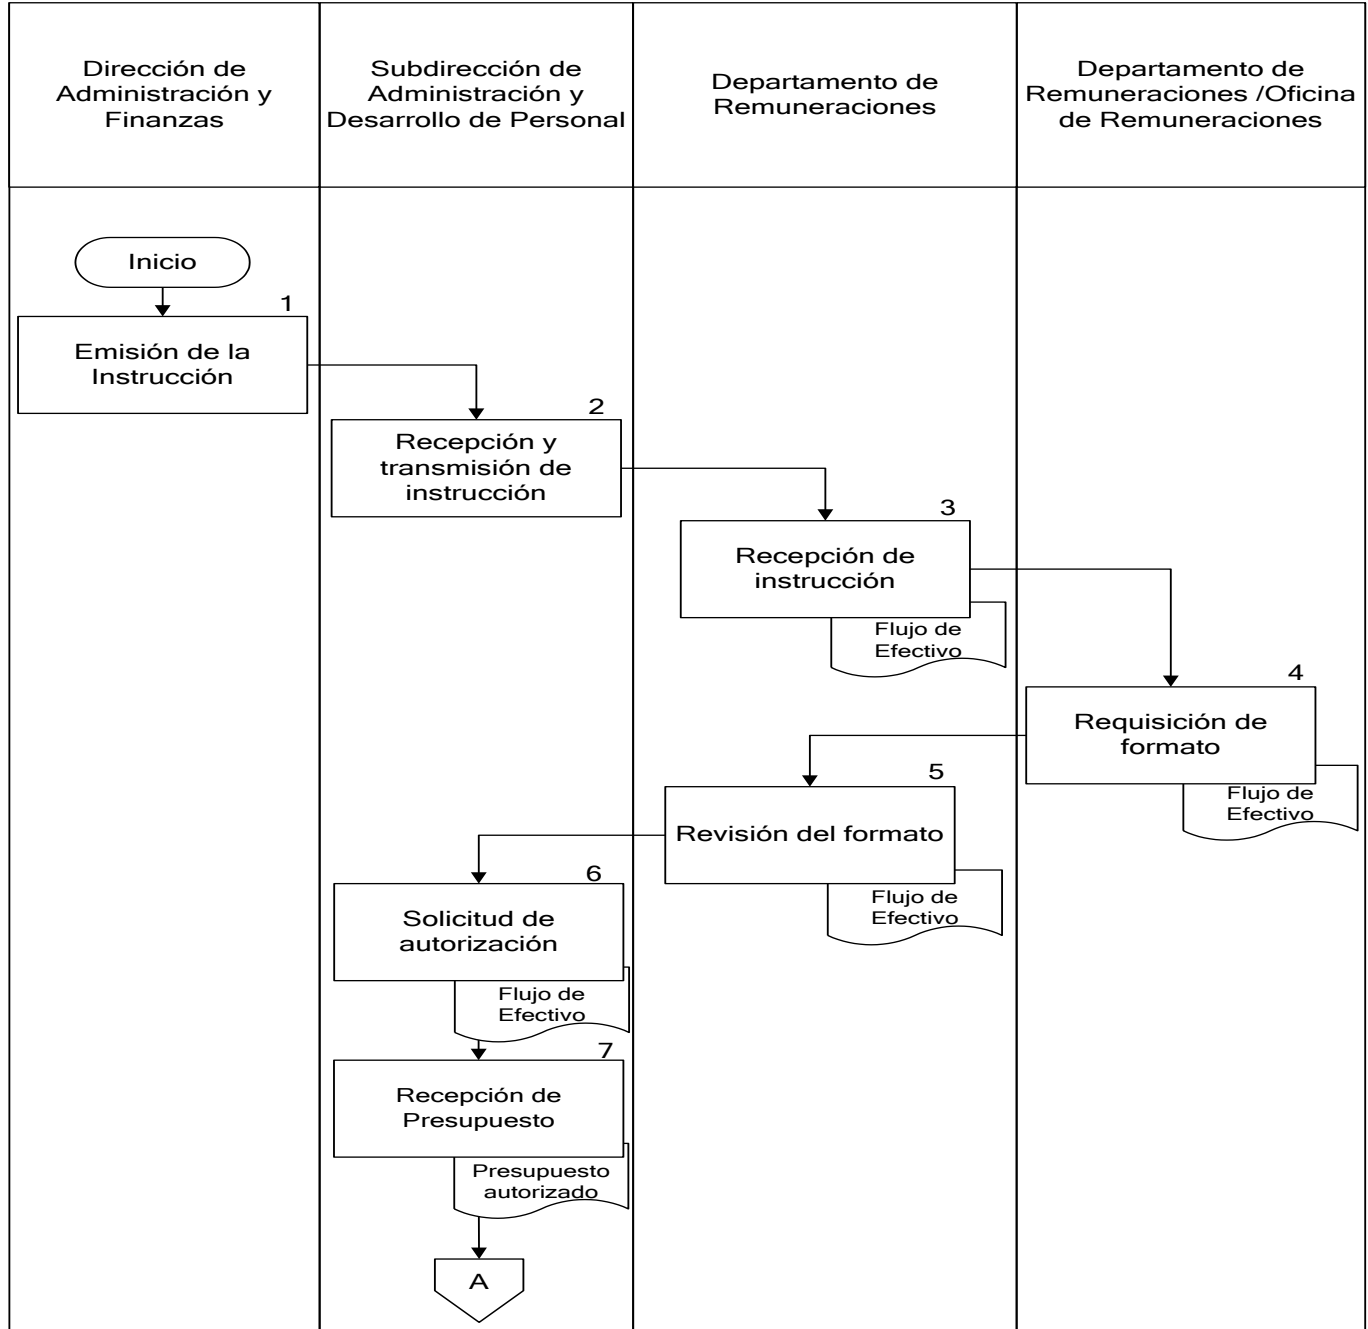 Dirección de
Administración y
Finanzas
Subdirección de
Administración y
Desarrollo de Personal
Departamento de
Remuneraciones
Departamento de
Remuneraciones /Oficina
de Remuneraciones
Inicio
1
Emisión de la
Instrucción
2
Recepción y
transmisión de
instrucción
3
Recepción de
instrucción
Flujo de
Efectivo
4
Requisición de
formato
Flujo de
Efectivo
5
Revisión del formato
Flujo de
Efectivo
6
Solicitud de
autorización
Flujo de
Efectivo
7
Recepción de
Presupuesto
Presupuesto
autorizado
A